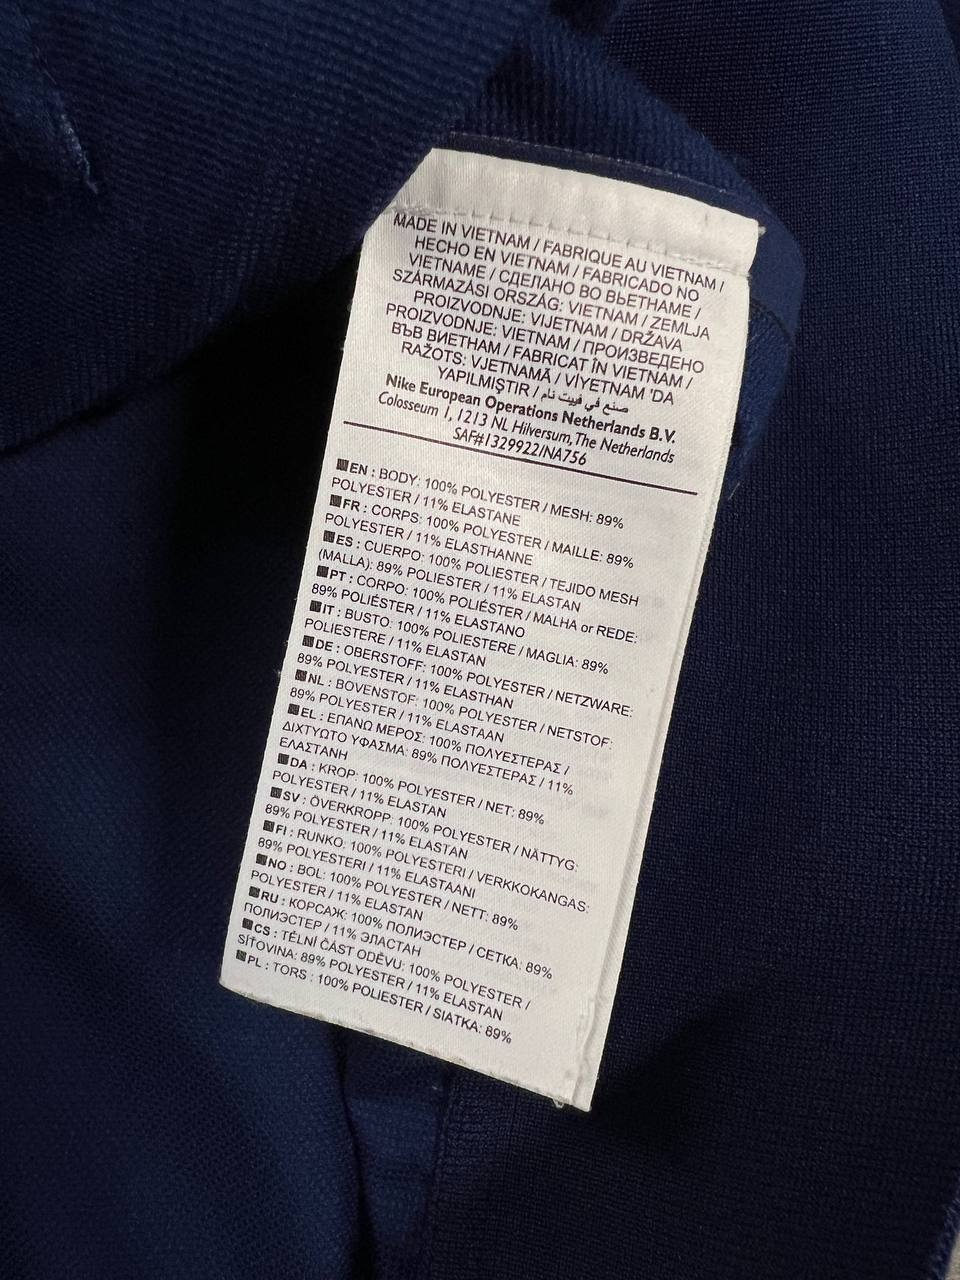 MADE IN VIETNAM / FABRIQUE AU VIETNAM /
HECHO EN VIETNAM / FABRICADO NO
VIETNAME / СДЕЛАНО ВО ВЬЕТНАМЕ /
SZÁRMAZÁSI ORSZÁG: VIETNAM / ZEMLJA
PROIZVODNJE: VIJETNAM / DRŽAVA
PROIZVODNJE: VIETNAM / ПРОИЗВЕДЕНО
ВЪВ ВИЕТНАМ / FABRICAT ÎN VIETNAM /
RAŽOTS: VJETNAMĀ / VİYETNAM 'DA
YAPILMIŞTIR / صنع في فييت نام
Nike European Operations Netherlands B.V.
Colosseum 1, 1213 NL Hilversum, The Netherlands
SAF#1329922/NA756
EN : BODY: 100% POLYESTER / MESH: 89%
POLYESTER / 11% ELASTANE
FR : CORPS: 100% POLYESTER / MAILLE: 89%
POLYESTER / 11% ELASTHANNE
ES : CUERPO: 100% POLIESTER / TEJIDO MESH
(MALLA): 89% POLIESTER / 11% ELASTAN
PT : CORPO: 100% POLIÉSTER / MALHA or REDE:
89% POLIÉSTER / 11% ELASTANO
IT : BUSTO: 100% POLIESTERE / MAGLIA: 89%
POLIESTERE / 11% ELASTAN
DE : OBERSTOFF: 100% POLYESTER / NETZWARE:
89% POLYESTER / 11% ELASTHAN
NL : BOVENSTOF: 100% POLYESTER / NETSTOF:
89% POLYESTER / 11% ELASTAAN
EL : ΕΠΑΝΩ ΜΕΡΟΣ: 100% ΠΟΛΥΕΣΤΕΡΑΣ /
ΔΙΧΤΥΩΤΟ ΥΦΑΣΜΑ: 89% ΠΟΛΥΕΣΤΕΡΑΣ / 11%
ΕΛΑΣΤΑΝΗ
DA : KROP: 100% POLYESTER / NET: 89%
POLYESTER / 11% ELASTAN
SV : ÖVERKROPP: 100% POLYESTER / NÄTTYG:
89% POLYESTER / 11% ELASTAN
FI : RUNKO: 100% POLYESTERI / VERKKOKANGAS:
89% POLYESTERI / 11% ELASTAANI
NO : BOL: 100% POLYESTER / NETT: 89%
POLYESTER / 11% ELASTAN
RU : КОРСАЖ: 100% ПОЛИЭСТЕР / СЕТКА: 89%
ПОЛИЭСТЕР / 11% ЭЛАСТАН
CS : TĚLNÍ ČÁST ODĚVU: 100% POLYESTER /
SÍŤOVINA: 89% POLYESTER / 11% ELASTAN
PL : TORS : 100% POLIESTER / SIATKA: 89%